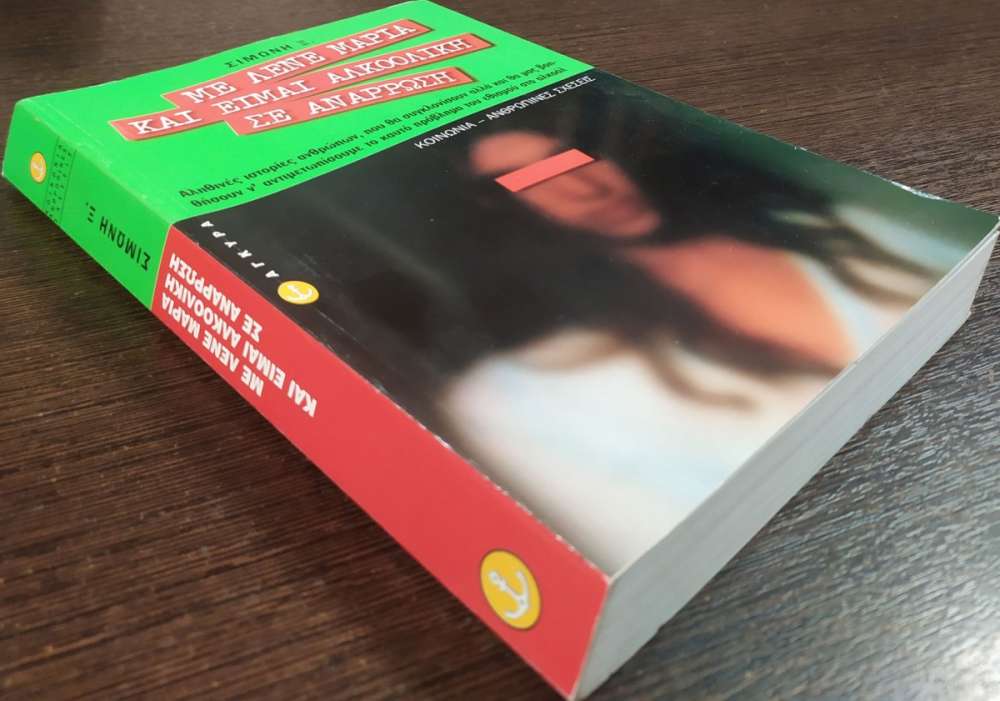 ΣΙΜΩΝΗ Ξ.
ΜΕ ΛΕΝΕ ΜΑΡΙΑ
ΚΑΙ ΕΙΜΑΙ ΑΛΚΟΟΛΙΚΗ
ΣΕ ΑΝΑΡΡΩΣΗ
Αληθινές ιστορίες ανθρώπων, που θα συγκλονίσουν αλλά και θα μας βοη-
θήσουν ν' αντιμετωπίσουμε το καυτό πρόβλημα του εθισμού στο αλκοόλ
ΚΟΙΝΩΝΙΑ – ΑΝΘΡΩΠΙΝΕΣ ΣΧΕΣΕΙΣ
ΑΓΚΥΡΑ
ΣΙΜΩΝΗ Ξ.
ΜΕ ΛΕΝΕ ΜΑΡΙΑ
ΚΑΙ ΕΙΜΑΙ ΑΛΚΟΟΛΙΚΗ
ΣΕ ΑΝΑΡΡΩΣΗ